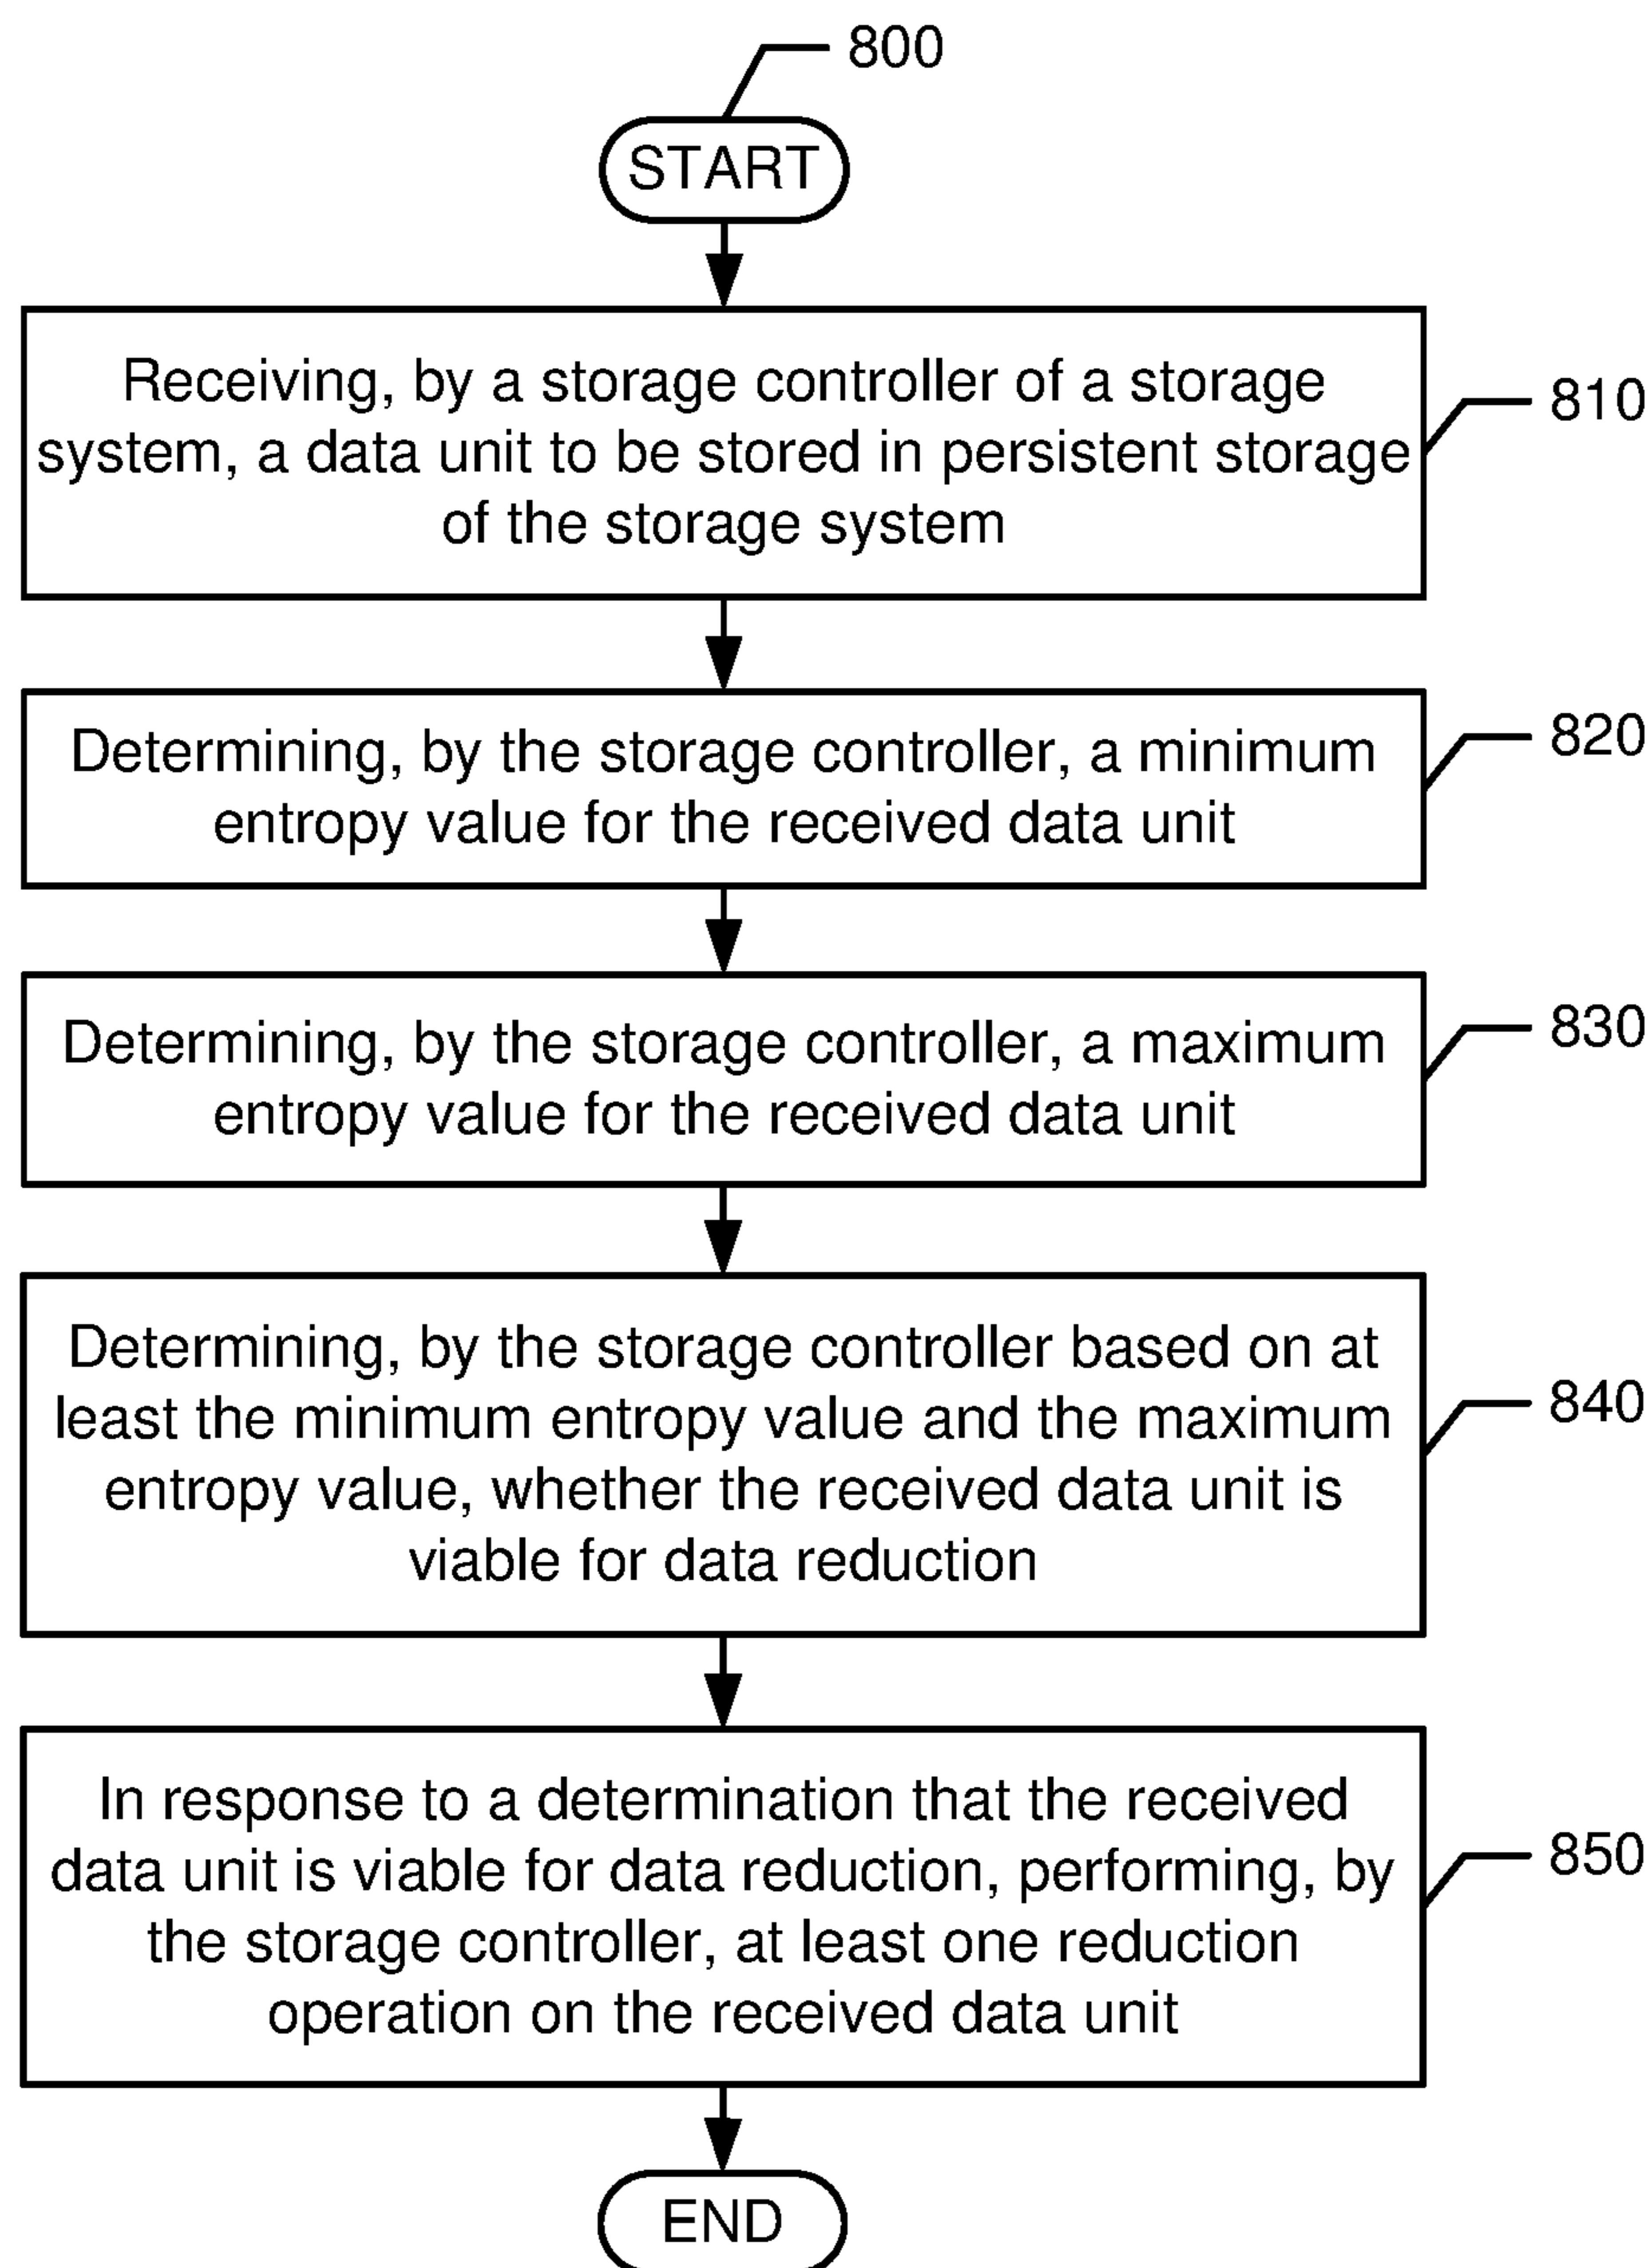 800
START
Receiving, by a storage controller of a storage
system, a data unit to be stored in persistent storage
of the storage system
810
Determining, by the storage controller, a minimum
entropy value for the received data unit
820
Determining, by the storage controller, a maximum
entropy value for the received data unit
830
Determining, by the storage controller based on at
least the minimum entropy value and the maximum
entropy value, whether the received data unit is
viable for data reduction
840
In response to a determination that the received
data unit is viable for data reduction, performing, by
the storage controller, at least one reduction
operation on the received data unit
850
END